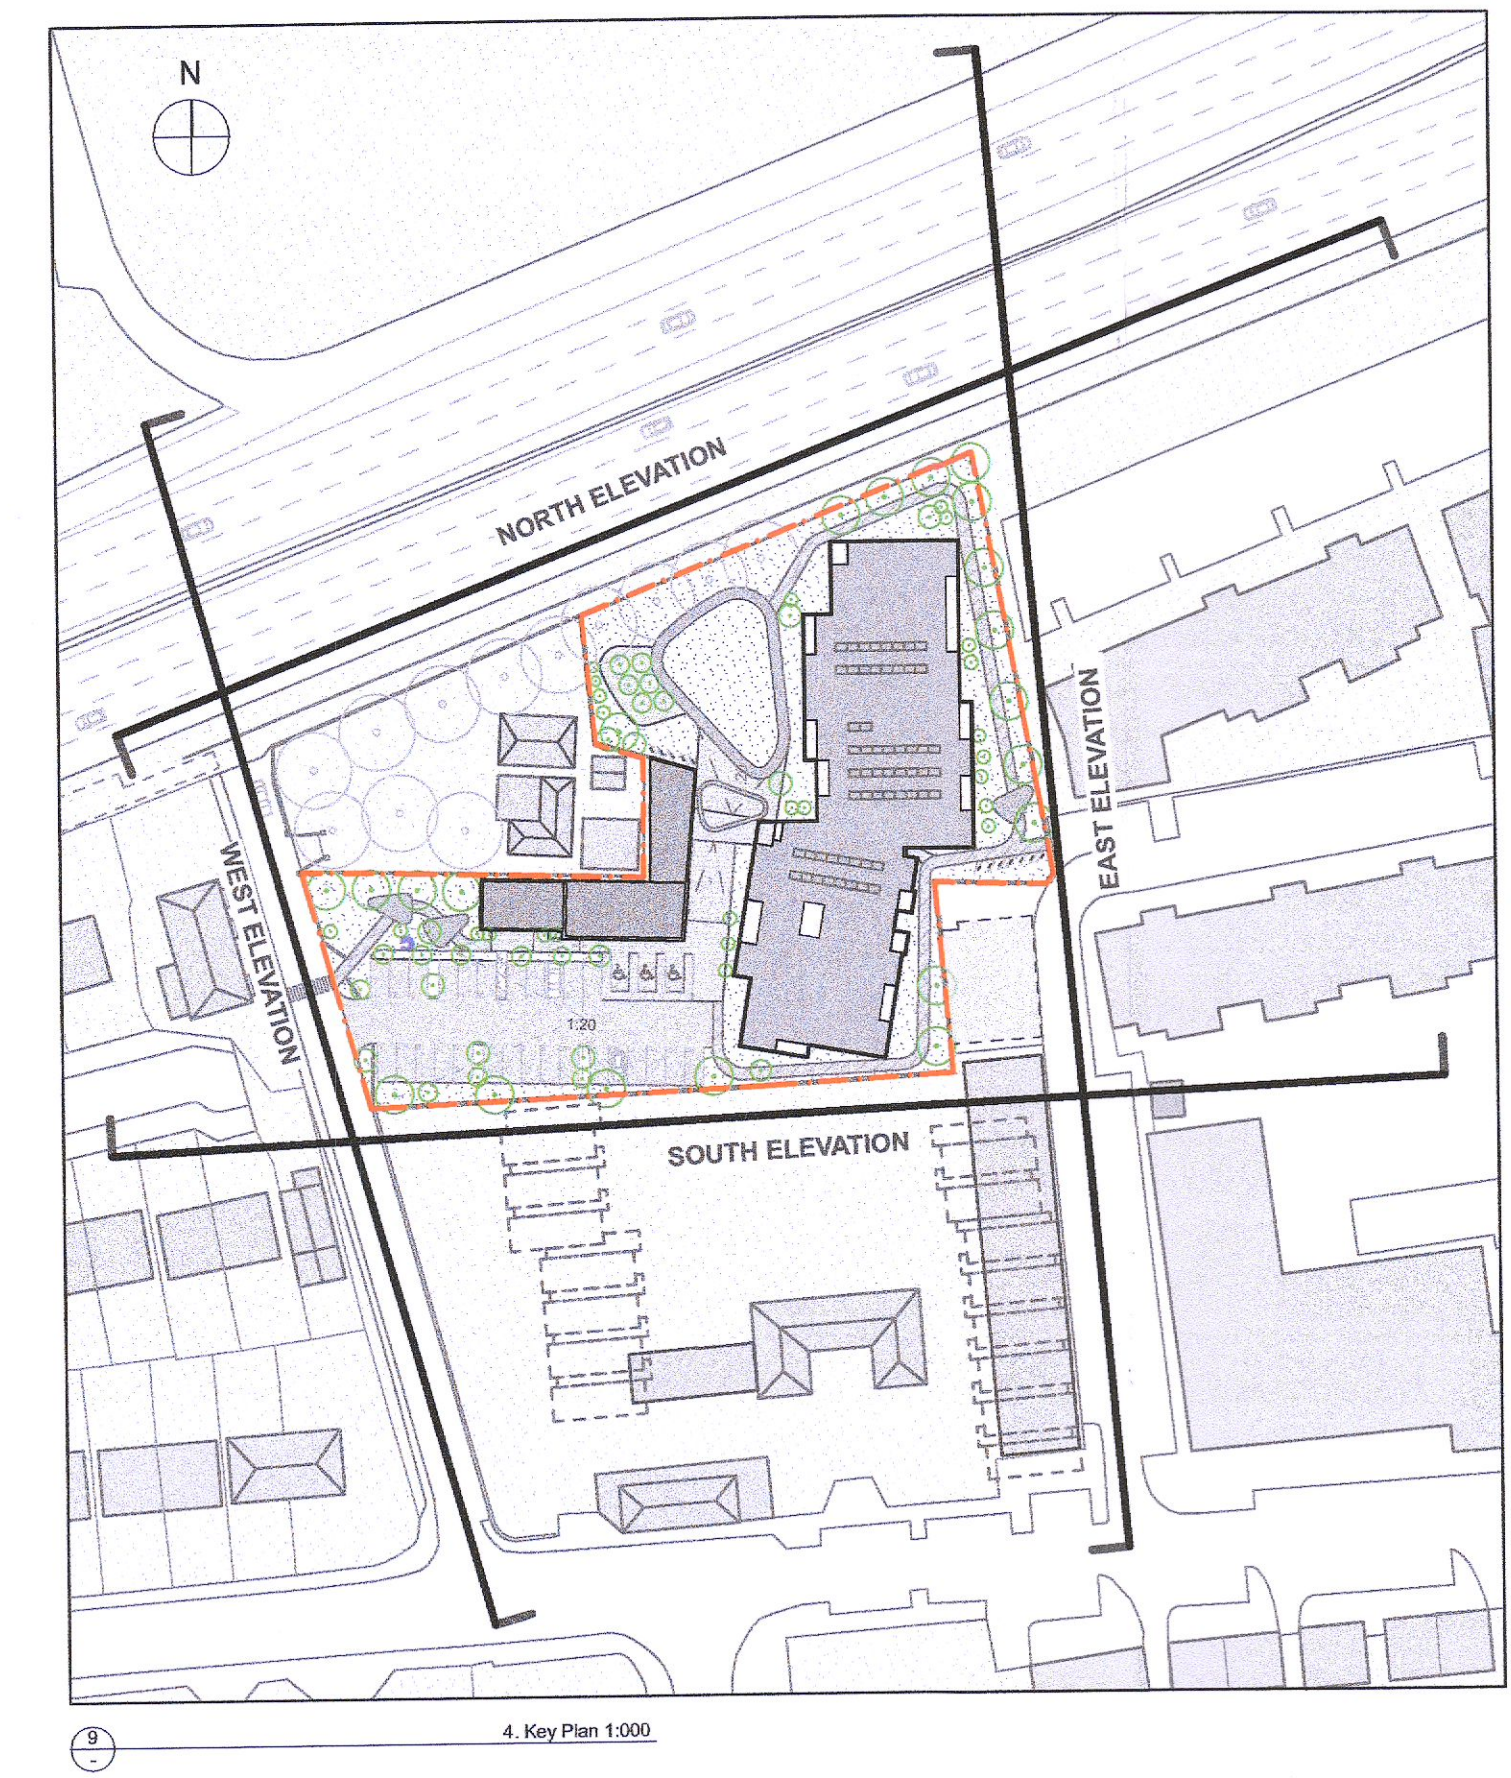 N
NORTH ELEVATION
EAST ELEVATION
WEST ELEVATION
1:20
SOUTH ELEVATION
4. Key Plan 1:000
9
-